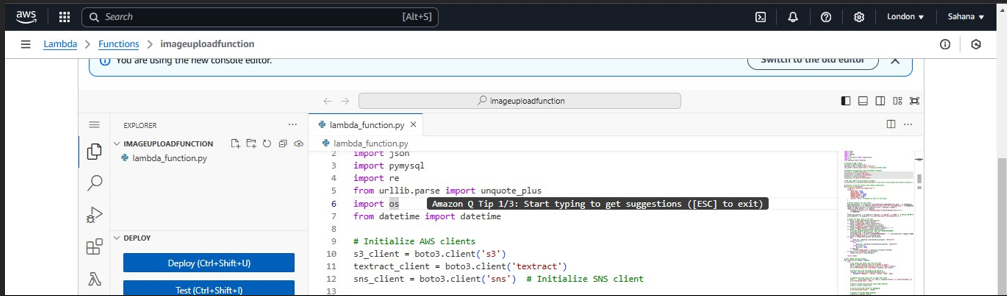 aws
Search [Alt+S] London Sahana
Lambda Functions imageuploadfunction
You are using the new console editor. Switch to the old editor
imageuploadfunction
EXPLORER
IMAGEUPLOADFUNCTION
lambda_function.py
DEPLOY
Deploy (Ctrl+Shift+U)
Test (Ctrl+Shift+I)
lambda_function.py
lambda_function.py
2 import json
3 import pymysql
4 import re
5 from urllib.parse import unquote_plus
6 import os Amazon Q Tip 1/3: Start typing to get suggestions ([ESC] to exit)
7 from datetime import datetime
8
9 # Initialize AWS clients
10 s3_client = boto3.client('s3')
11 textract_client = boto3.client('textract')
12 sns_client = boto3.client('sns') # Initialize SNS client
13